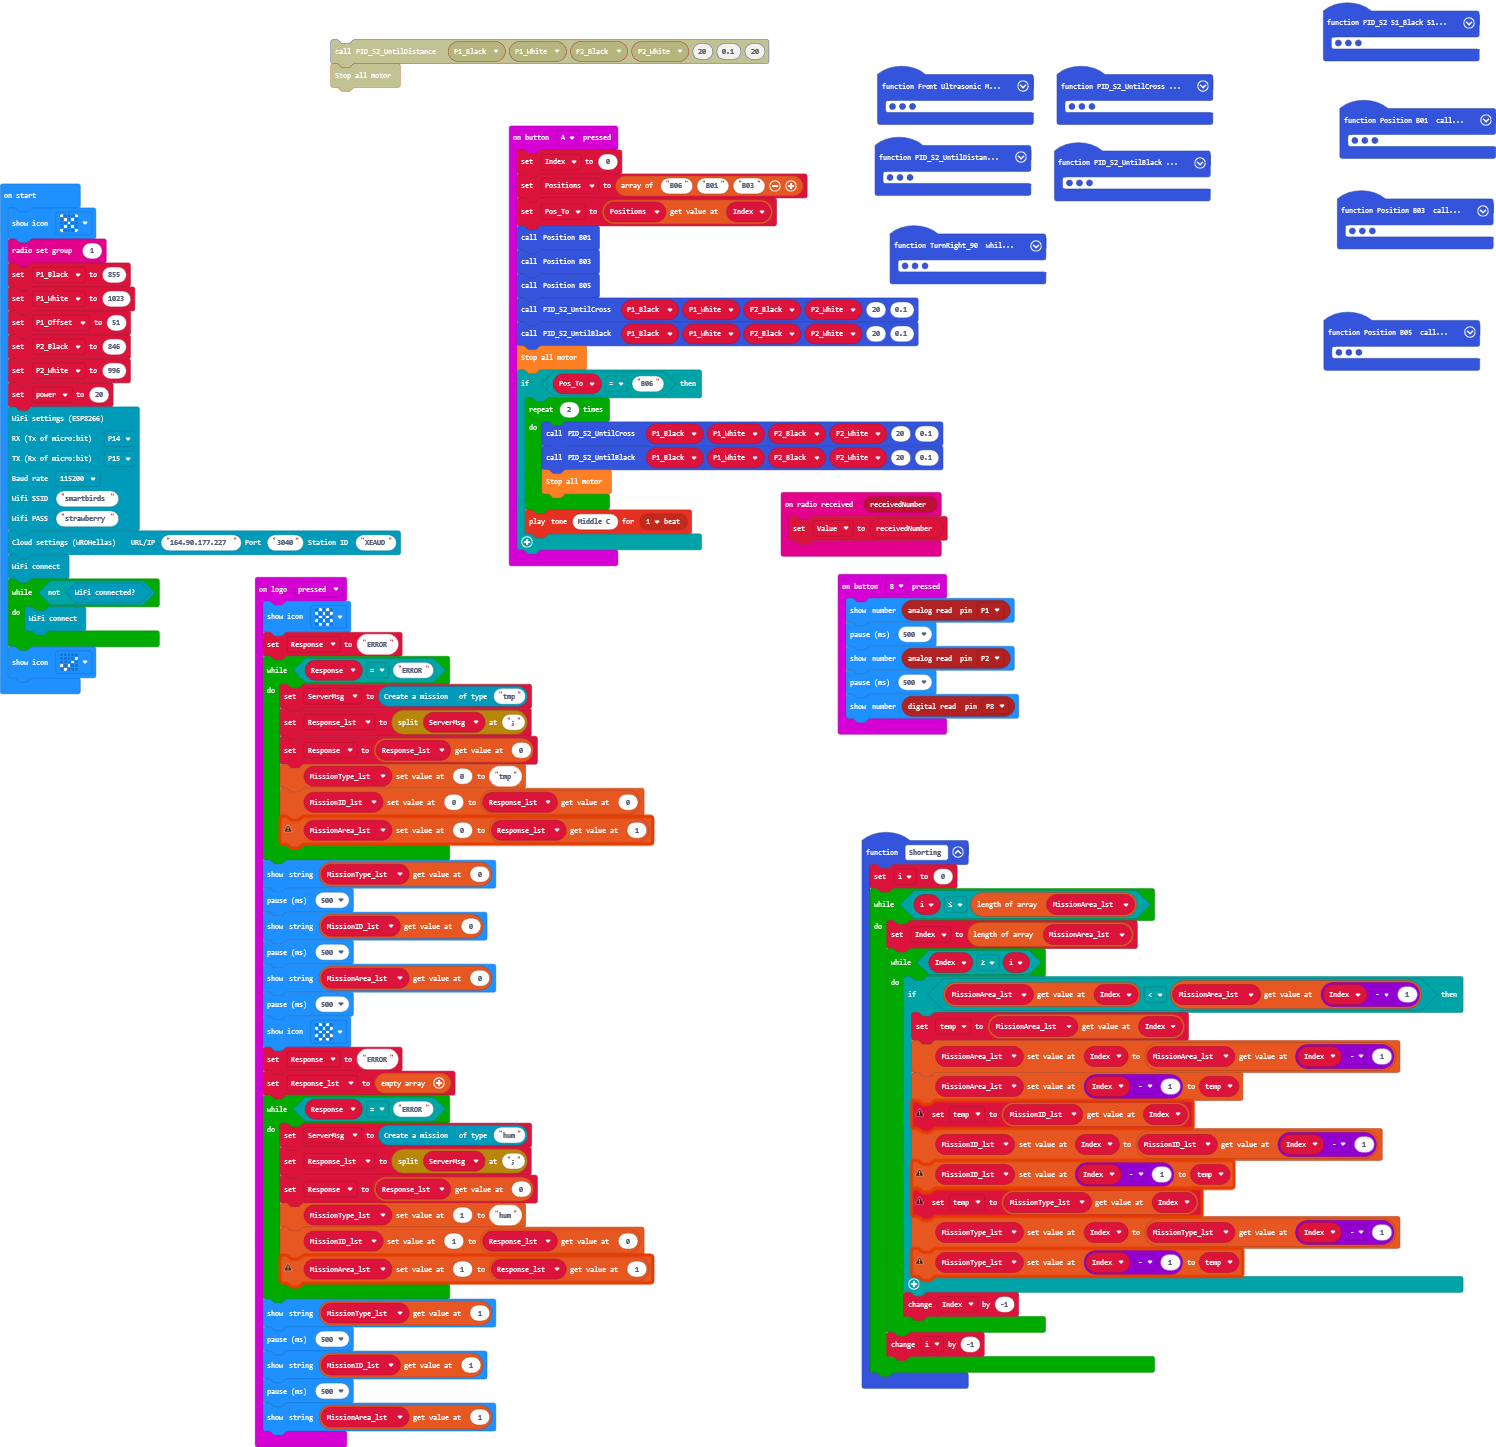 call PID_S2_UntilDistance P1_Black P1_White P2_Black P2_White 20 0.1 20
Stop all motor
function PID_S2 S1_Black S1...
function Front Ultrasonic M...
function PID_S2_UntilCross ...
function Position B01 call...
function PID_S2_UntilDistan...
function PID_S2_UntilBlack ...
function Position B03 call...
function TurnRight_90 whil...
function Position B05 call...
on start
show icon
radio set group 1
set P1_Black to 855
set P1_White to 1023
set P1_Offset to 51
set P2_Black to 846
set P2_White to 996
set power to 20
WiFi settings (ESP8266)
RX (Tx of micro:bit) P14
TX (Rx of micro:bit) P15
Baud rate 115200
Wifi SSID "smartbirds"
Wifi PASS "strawberry"
Cloud settings (WROHellas) URL/IP "164.90.177.227" Port "3040" Station ID "XEAUD"
WiFi connect
while not WiFi connected?
do
WiFi connect
show icon
on button A pressed
set Index to 0
set Positions to array of "B06" "B01" "B03"
set Pos_To to Positions get value at Index
call Position B01
call Position B03
call Position B05
call PID_S2_UntilCross P1_Black P1_White P2_Black P2_White 20 0.1
call PID_S2_UntilBlack P1_Black P1_White P2_Black P2_White 20 0.1
Stop all motor
if Pos_To = "B06" then
repeat 2 times
do call PID_S2_UntilCross P1_Black P1_White P2_Black P2_White 20 0.1
call PID_S2_UntilBlack P1_Black P1_White P2_Black P2_White 20 0.1
Stop all motor
play tone Middle C for 1 beat
on radio received receivedNumber
set Value to receivedNumber
on button B pressed
show number analog read pin P1
pause (ms) 500
show number analog read pin P2
pause (ms) 500
show number digital read pin P8
on logo pressed
show icon
set Response to "ERROR"
while Response = "ERROR"
do
set ServerMsg to Create a mission of type "tmp"
set Response_lst to split ServerMsg at ";"
set Response to Response_lst get value at 0
MissionType_lst set value at 0 to "tmp"
MissionID_lst set value at 0 to Response_lst get value at 0
MissionArea_lst set value at 0 to Response_lst get value at 1
show string MissionType_lst get value at 0
pause (ms) 500
show string MissionID_lst get value at 0
pause (ms) 500
show string MissionArea_lst get value at 0
pause (ms) 500
show icon
set Response to "ERROR"
set Response_lst to empty array
while Response = "ERROR"
do
set ServerMsg to Create a mission of type "hum"
set Response_lst to split ServerMsg at ";"
set Response to Response_lst get value at 0
MissionType_lst set value at 1 to "hum"
MissionID_lst set value at 1 to Response_lst get value at 0
MissionArea_lst set value at 1 to Response_lst get value at 1
show string MissionType_lst get value at 1
pause (ms) 500
show string MissionID_lst get value at 1
pause (ms) 500
show string MissionArea_lst get value at 1
function Shorting
set i to 0
while i ≤ length of array MissionArea_lst
do
set Index to length of array MissionArea_lst
while Index ≥ i
do
if MissionArea_lst get value at Index < MissionArea_lst get value at Index - 1 then
set temp to MissionArea_lst get value at Index
MissionArea_lst set value at Index to MissionArea_lst get value at Index - 1
MissionArea_lst set value at Index - 1 to temp
set temp to MissionID_lst get value at Index
MissionID_lst set value at Index to MissionID_lst get value at Index - 1
MissionID_lst set value at Index - 1 to temp
set temp to MissionType_lst get value at Index
MissionType_lst set value at Index to MissionType_lst get value at Index - 1
MissionType_lst set value at Index - 1 to temp
change Index by -1
change i by -1